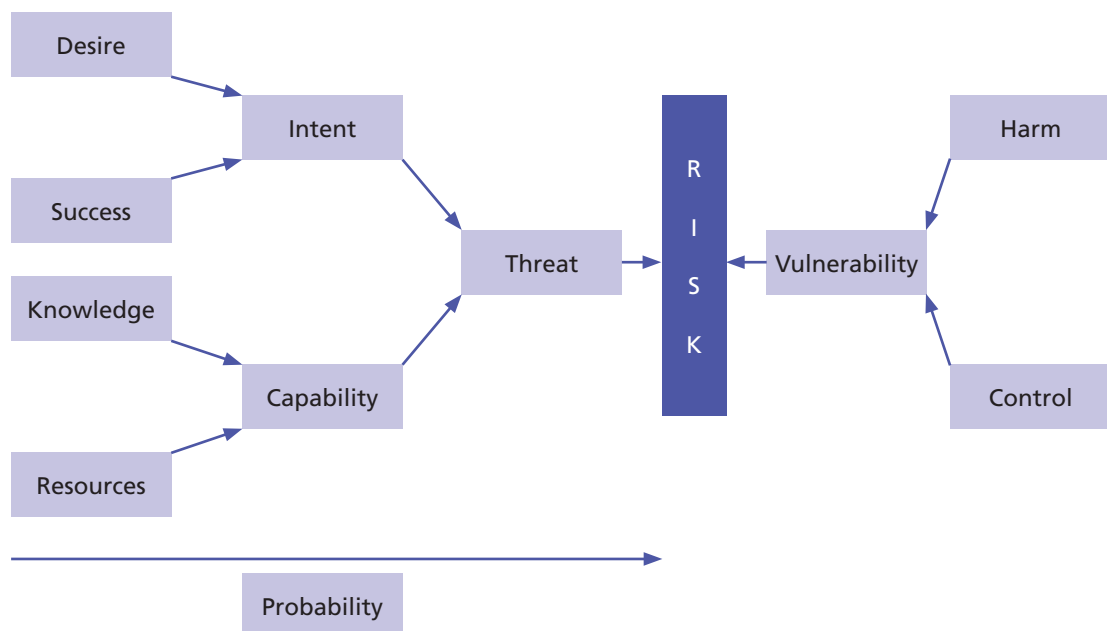 Desire
Intent
Success
Knowledge
Capability
Resources
Threat
R
I
S
K
Vulnerability
Harm
Control
Probability